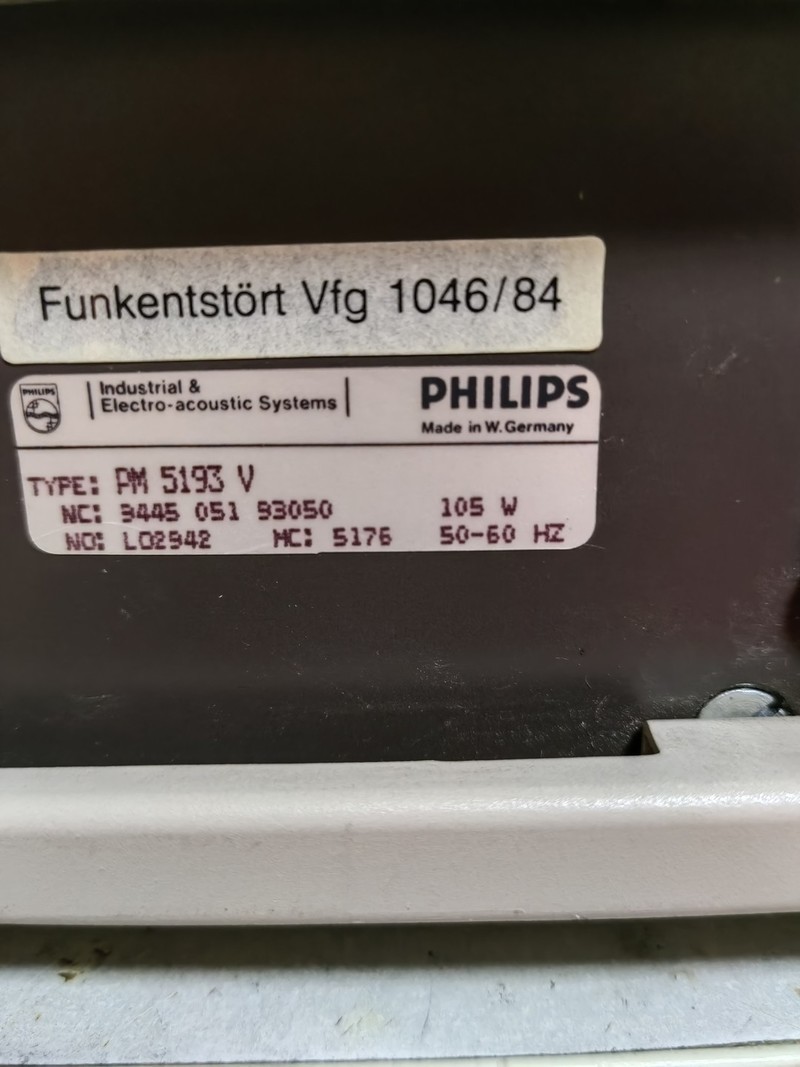 Funkentstört Vfg 1046/84
PHILIPS
Industrial &
Electro-acoustic Systems
PHILIPS
Made in W. Germany
TYPE: PM 5193 V
NC: 9445 051 93050 105 W
NO: LO2942 MC: 5176 50-60 HZ